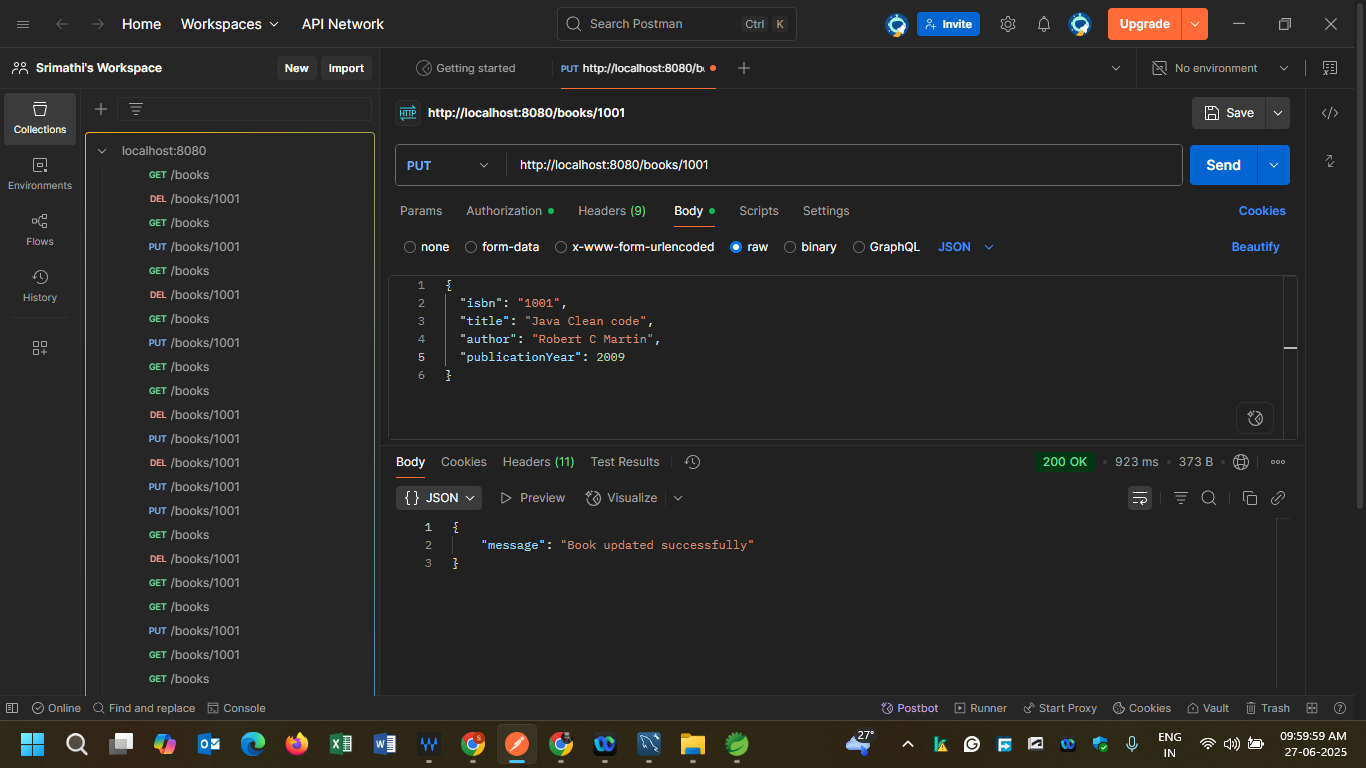 Home
Workspaces
API Network
Search Postman
Ctrl
K
Invite
Upgrade
Srimathi's Workspace
New
Import
Getting started
PUT http://localhost:8080/b
No environment
Collections
Environments
Flows
History
localhost:8080
GET /books
DEL /books/1001
GET /books
PUT /books/1001
GET /books
DEL /books/1001
GET /books
PUT /books/1001
GET /books
GET /books
DEL /books/1001
PUT /books/1001
DEL /books/1001
PUT /books/1001
PUT /books/1001
GET /books
DEL /books/1001
GET /books/1001
GET /books
PUT /books/1001
GET /books/1001
GET /books
HTTP http://localhost:8080/books/1001
Save
PUT
http://localhost:8080/books/1001
Send
Params
Authorization
Headers (9)
Body
Scripts
Settings
Cookies
none
form-data
x-www-form-urlencoded
raw
binary
GraphQL
JSON
Beautify
1 {
2 "isbn": "1001",
3 "title": "Java Clean code",
4 "author": "Robert C Martin",
5 "publicationYear": 2009
6 }
Body
Cookies
Headers (11)
Test Results
200 OK
923 ms
373 B
{} JSON
Preview
Visualize
1 {
2 "message": "Book updated successfully"
3 }
Online
Find and replace
Console
Postbot
Runner
Start Proxy
Cookies
Vault
Trash
27°
ENG
IN
09:59:59 AM
27-06-2025